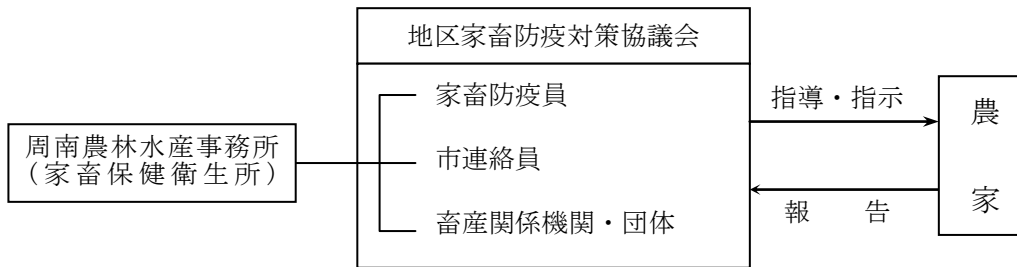 地区家畜防疫対策協議会
家畜防疫員
市連絡員
畜産関係機関・団体
周南農林水産事務所
(家畜保健衛生所)
指導・指示
報　　告
農
家